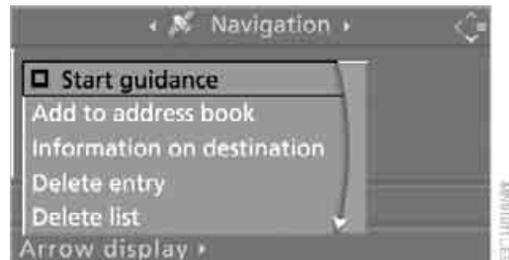 Navigation
Start guidance
Add to address book
Information on destination
Delete entry
Delete list
Arrow display